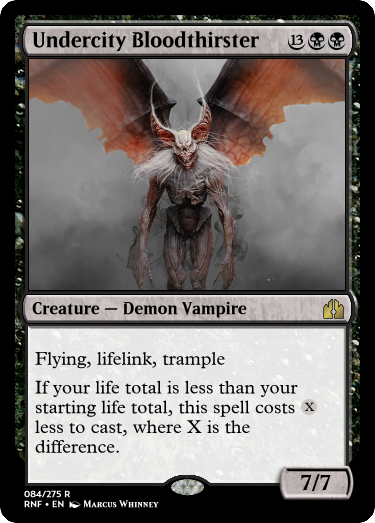 Undercity Bloodthirster 13
Creature — Demon Vampire
Flying, lifelink, trample
If your life total is less than your
starting life total, this spell costs X
less to cast, where X is the
difference.
7/7
084/275 R
RNF • EN Marcus Whinney